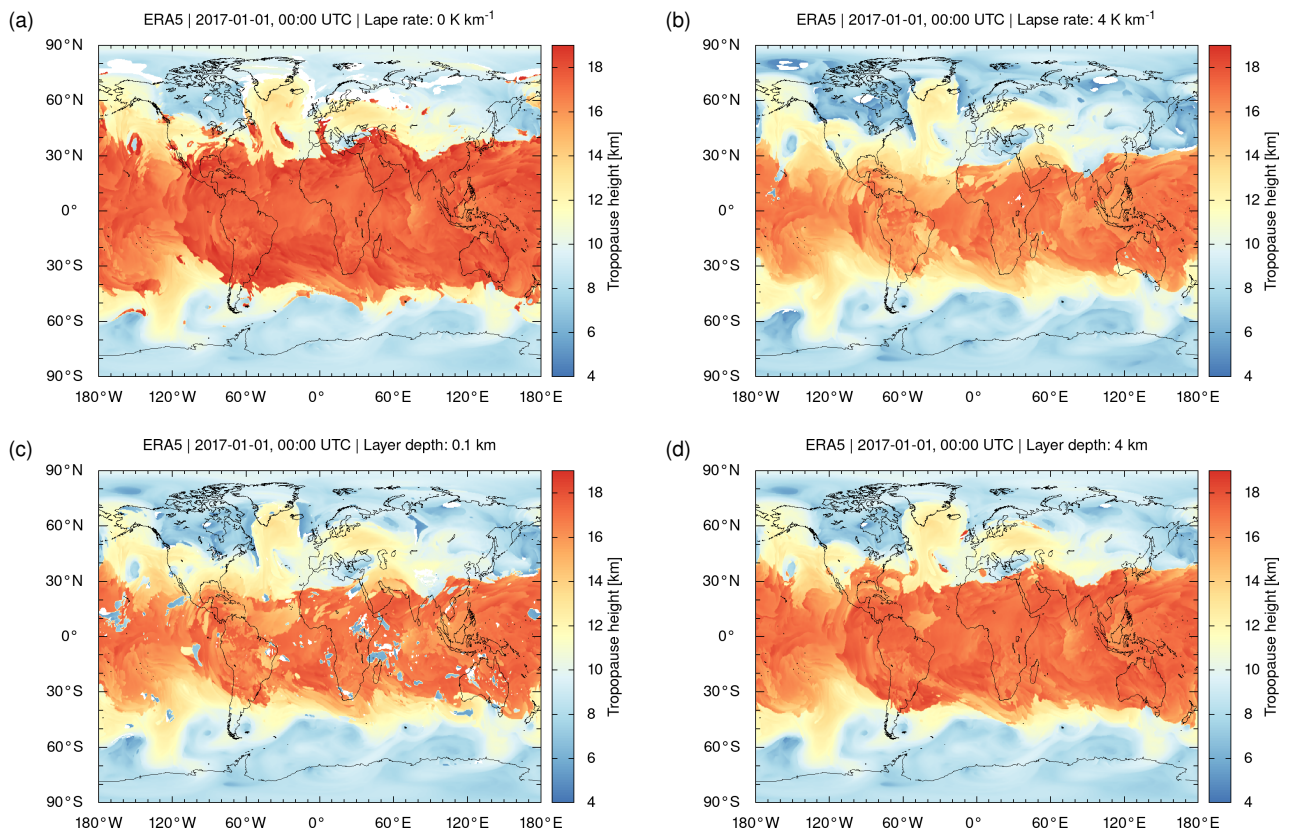 (a)
ERA5 | 2017-01-01, 00:00 UTC | Lape rate: 0 K km-1
90°N
60°N
30°N
0°
30°S
60°S
90°S
180°W 120°W 60°W 0° 60°E 120°E 180°E
18
16
14
12
10
8
6
4
Tropopause height [km]
(b)
ERA5 | 2017-01-01, 00:00 UTC | Lapse rate: 4 K km-1
90°N
60°N
30°N
0°
30°S
60°S
90°S
180°W 120°W 60°W 0° 60°E 120°E 180°E
18
16
14
12
10
8
6
4
Tropopause height [km]
(c)
ERA5 | 2017-01-01, 00:00 UTC | Layer depth: 0.1 km
90°N
60°N
30°N
0°
30°S
60°S
90°S
180°W 120°W 60°W 0° 60°E 120°E 180°E
18
16
14
12
10
8
6
4
Tropopause height [km]
(d)
ERA5 | 2017-01-01, 00:00 UTC | Layer depth: 4 km
90°N
60°N
30°N
0°
30°S
60°S
90°S
180°W 120°W 60°W 0° 60°E 120°E 180°E
18
16
14
12
10
8
6
4
Tropopause height [km]